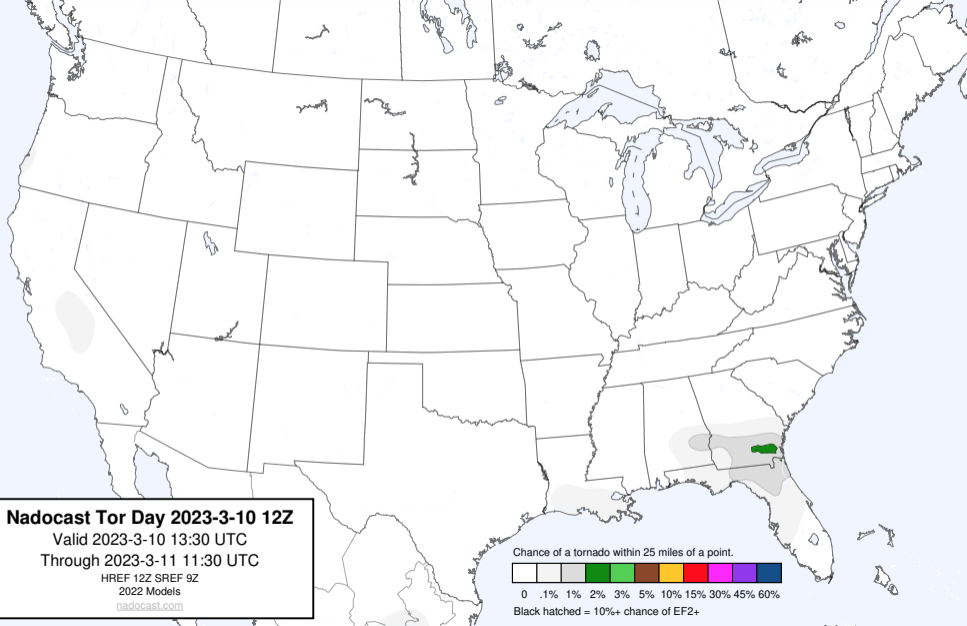 Nadocast Tor Day 2023-3-10 12Z
Valid 2023-3-10 13:30 UTC
Through 2023-3-11 11:30 UTC
HREF 12Z SREF 9Z
2022 Models
nadocast.com
Chance of a tornado within 25 miles of a point.
0 .1% 1% 2% 3% 5% 10% 15% 30% 45% 60%
Black hatched = 10%+ chance of EF2+